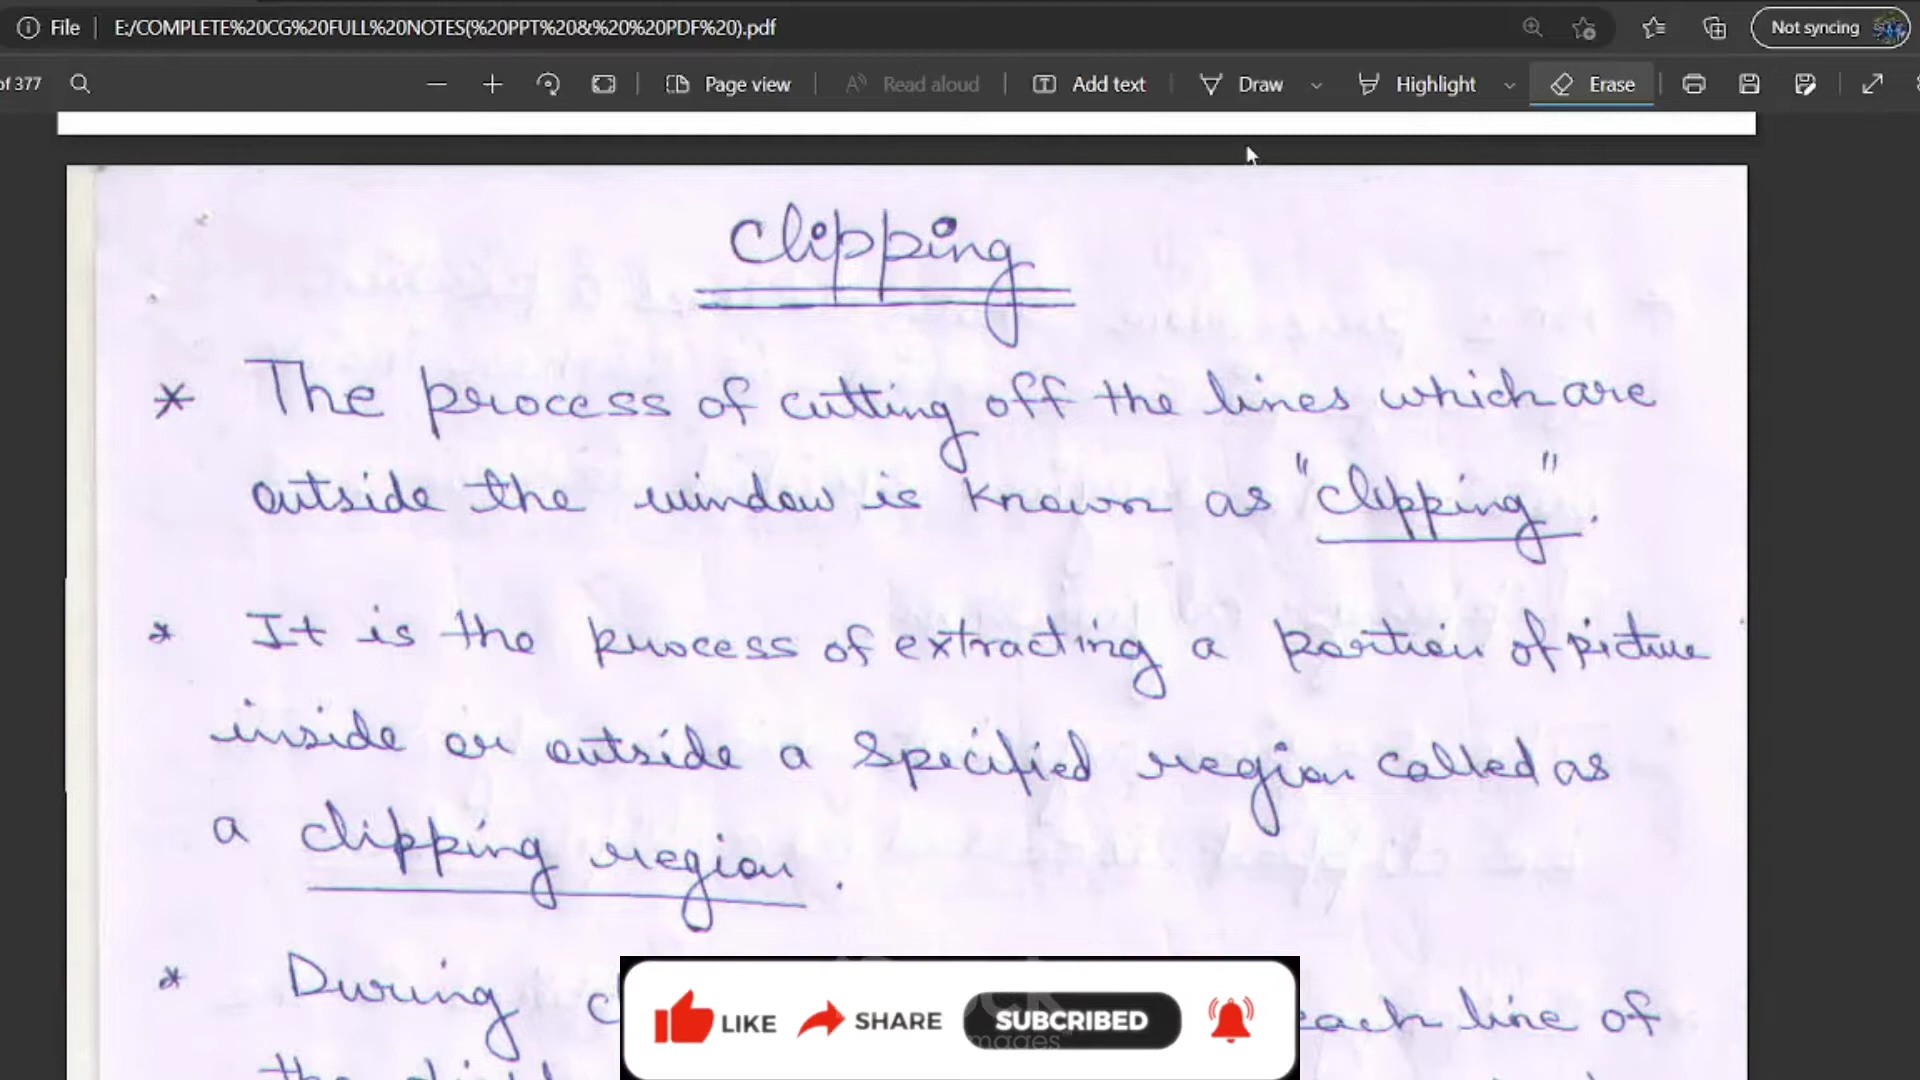 File E:/COMPLETE%20CG%20FULL%20NOTES(%20PPT%20&%20%20PDF%20).pdf Not syncing
of 377 Page view Read aloud Add text Draw Highlight Erase
Clipping
* The process of cutting off the lines which are
outside the window is known as "clipping".
* It is the process of extracting a portion of picture
inside or outside a specified region called as
a clipping region.
* During each line of
the
LIKE SHARE SUBCRIBED